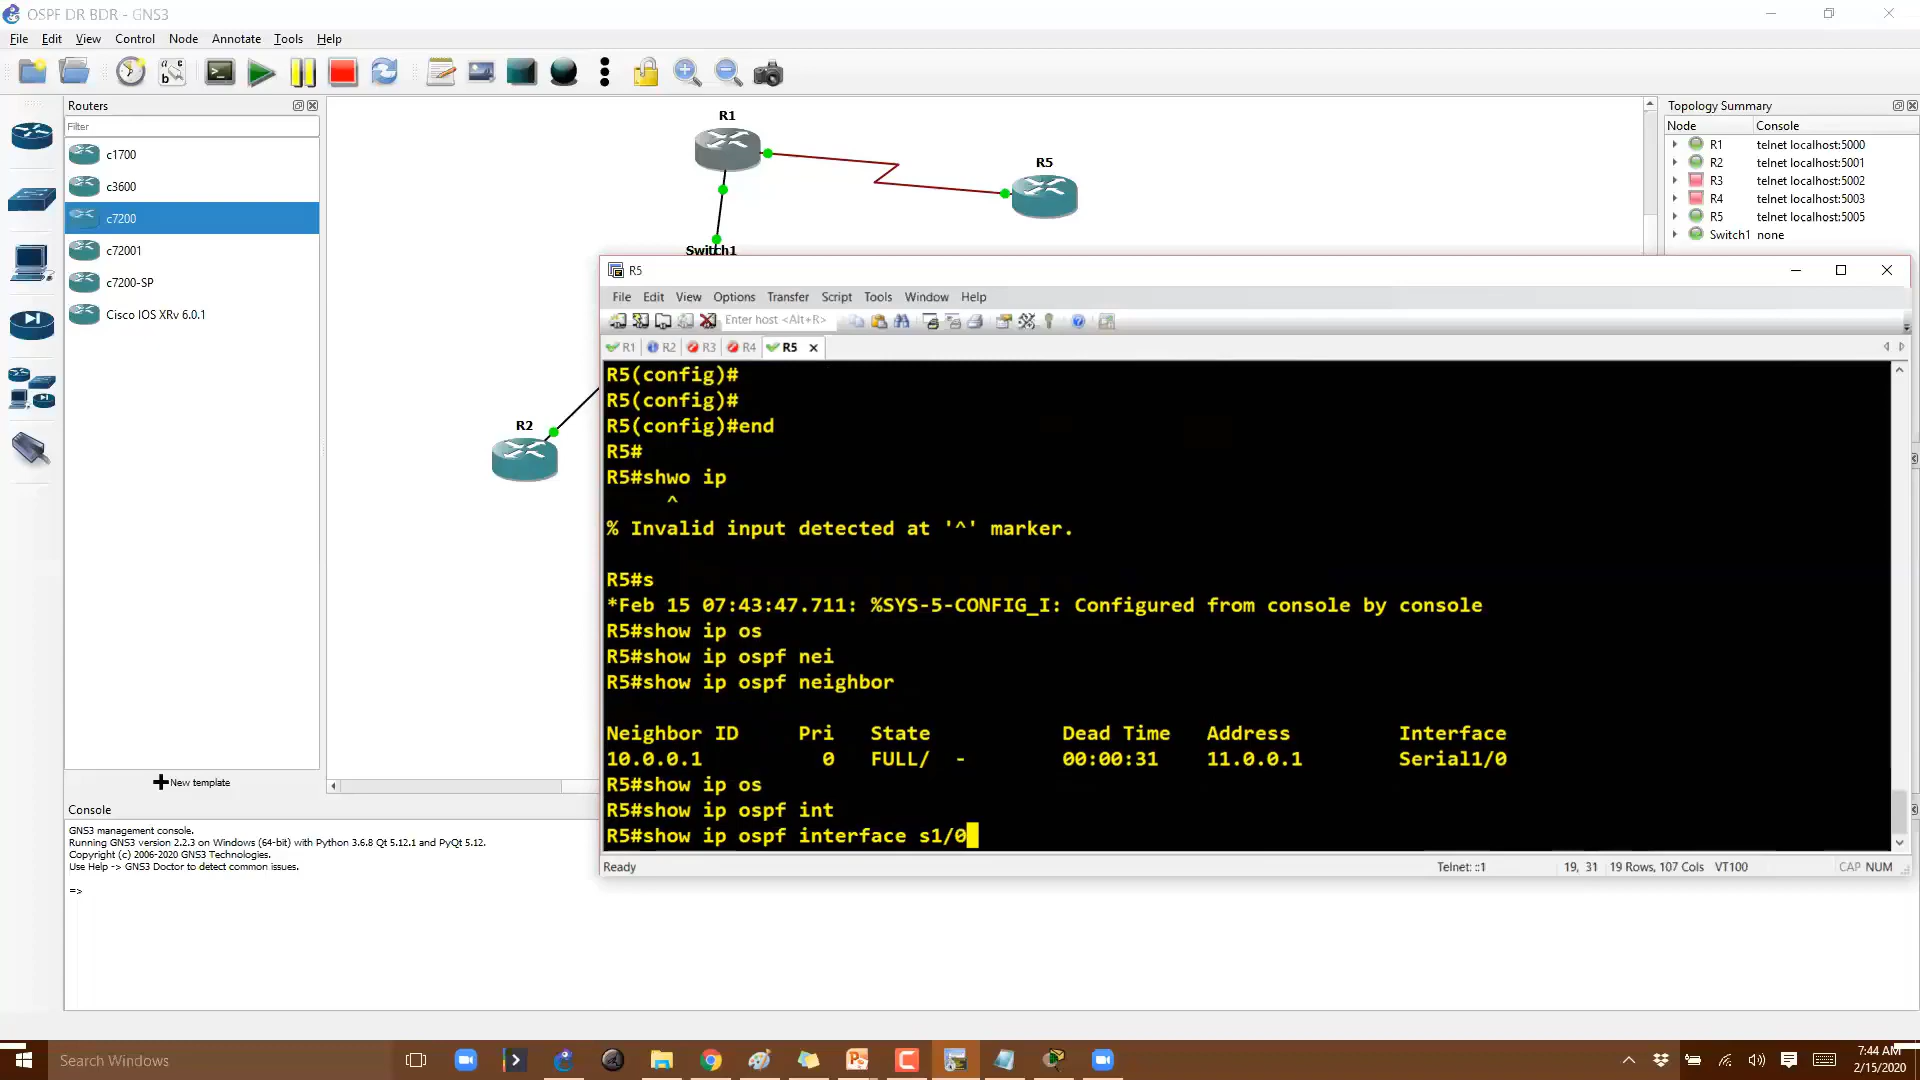 OSPF DR BDR - GNS3
File Edit View Control Node Annotate Tools Help
Routers
Filter
c1700
c3600
c7200
c72001
c7200-SP
Cisco IOS XRv 6.0.1
New template
R1
R5
Switch1
R2
Topology Summary
Node Console
R1 telnet localhost:5000
R2 telnet localhost:5001
R3 telnet localhost:5002
R4 telnet localhost:5003
R5 telnet localhost:5005
Switch1 none
R5
File Edit View Options Transfer Script Tools Window Help
Enter host <Alt+R>
R1 R2 R3 R4 R5
R5(config)#
R5(config)#
R5(config)#end
R5#
R5#shwo ip
^
% Invalid input detected at '^' marker.
R5#s
*Feb 15 07:43:47.711: %SYS-5-CONFIG_I: Configured from console by console
R5#show ip os
R5#show ip ospf nei
R5#show ip ospf neighbor
Neighbor ID Pri State Dead Time Address Interface
10.0.0.1 0 FULL/ - 00:00:31 11.0.0.1 Serial1/0
R5#show ip os
R5#show ip ospf int
R5#show ip ospf interface s1/0
Ready Telnet: ::1 19, 31 19 Rows, 107 Cols VT100 CAP NUM
Console
GNS3 management console.
Running GNS3 version 2.2.3 on Windows (64-bit) with Python 3.6.8 Qt 5.12.1 and PyQt 5.12.
Copyright (c) 2006-2020 GNS3 Technologies.
Use Help -> GNS3 Doctor to detect common issues.
=>
Search Windows
7:44 AM
2/15/2020